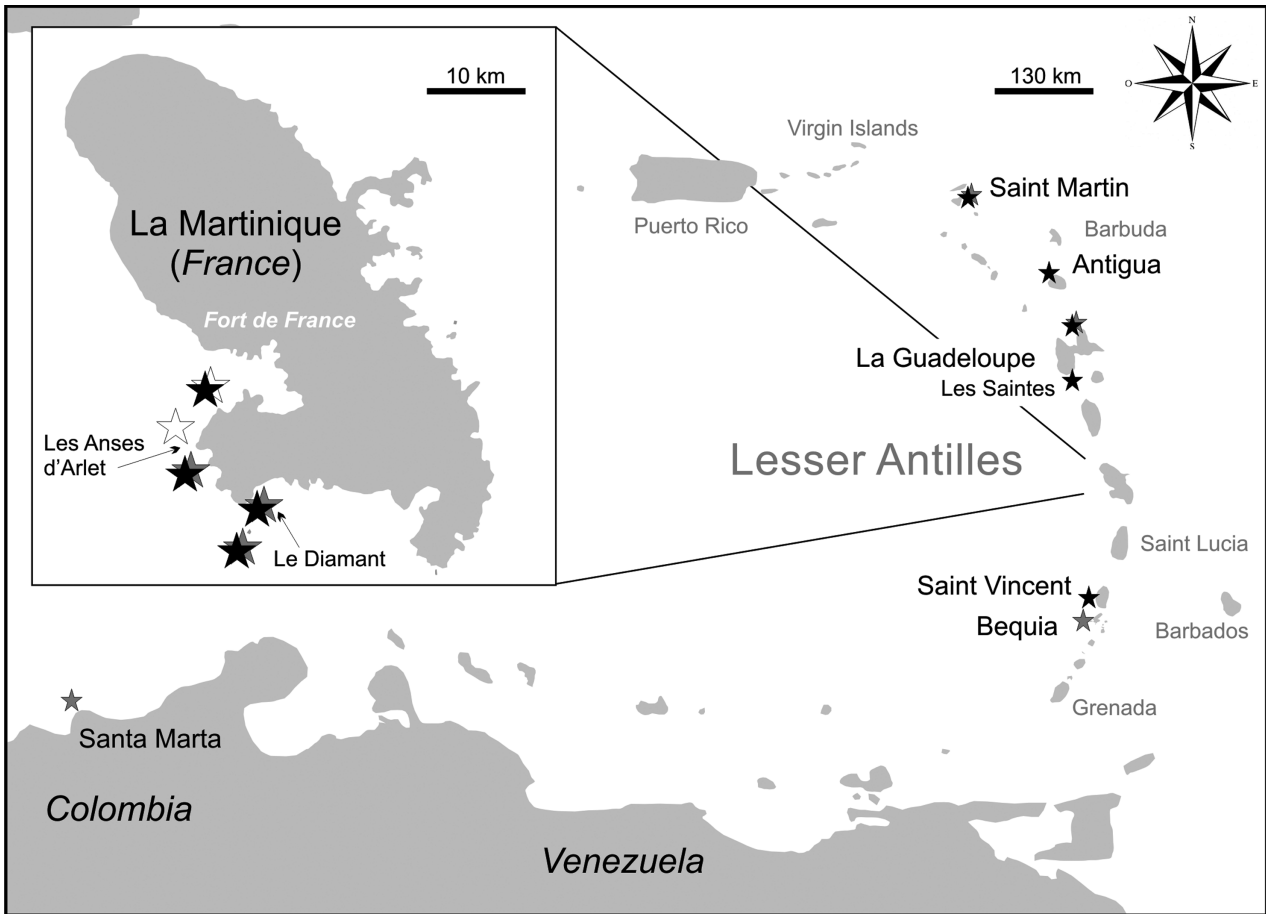 N
10 km
130 km
O
E
S
Virgin Islands
Saint Martin
Puerto Rico
Barbuda
Antigua
La Martinique
(France)
Fort de France
La Guadeloupe
Les Saintes
Les Anses
d'Arlet
Lesser Antilles
Le Diamant
Saint Lucia
Saint Vincent
Bequia
Barbados
Grenada
Santa Marta
Colombia
Venezuela